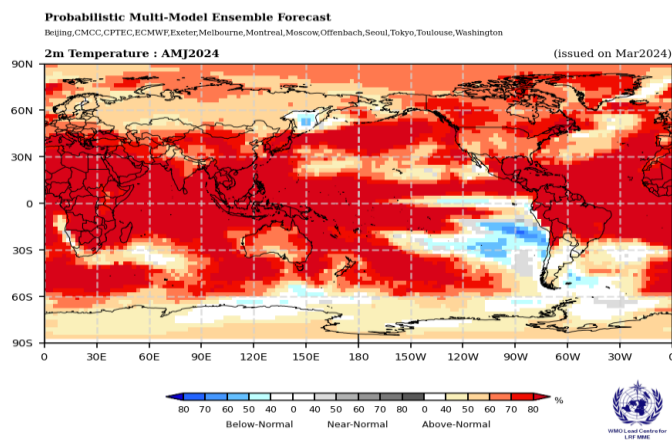 Probabilistic Multi-Model Ensemble Forecast
Beijing,CMCC,CPTEC,ECMWF,Exeter,Melbourne,Montreal,Moscow,Offenbach,Seoul,Tokyo,Toulouse,Washington
2m Temperature : AMJ2024 (issued on Mar2024)
90N
60N
30N
0
30S
60S
90S
0 30E 60E 90E 120E 150E 180 150W 120W 90W 60W 30W 0
80 70 60 50 40 0 40 50 60 70 80 0 40 50 60 70 80 %
Below-Normal Near-Normal Above-Normal
WMO Lead Centre for
LRF MME